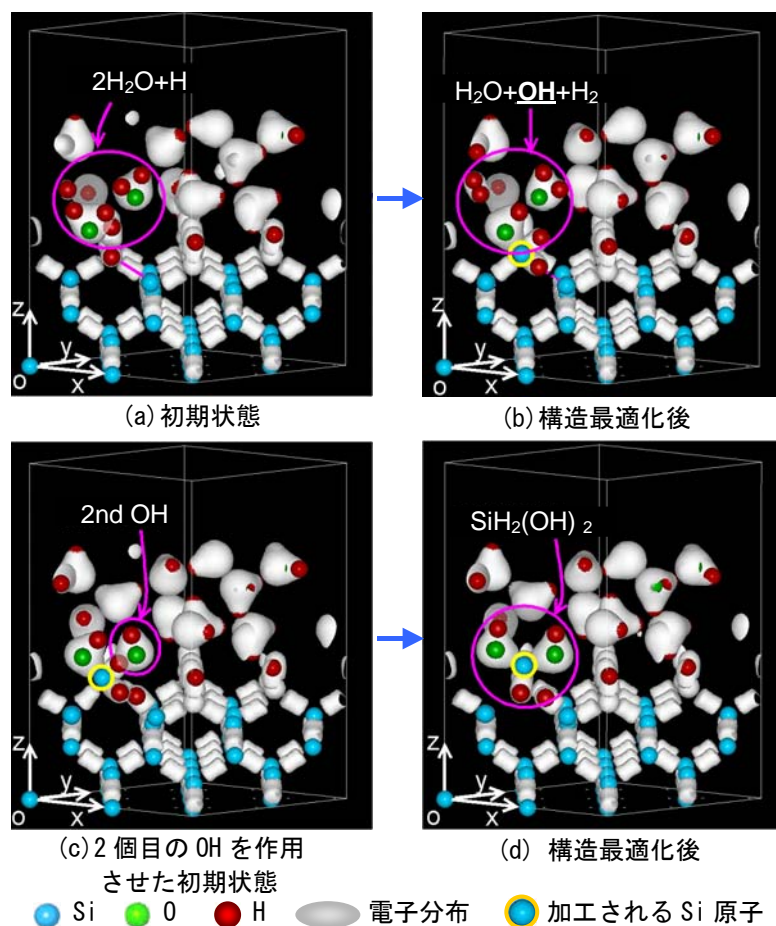 2H₂O+H
H₂O+OH+H₂
z
y
x
o
z
y
x
o
(a)初期状態
(b)構造最適化後
2nd OH
SiH₂(OH) ₂
z
y
x
o
z
y
x
o
(c)2 個目の OH を作用
させた初期状態
(d) 構造最適化後
Si O H 電子分布 加工される Si 原子